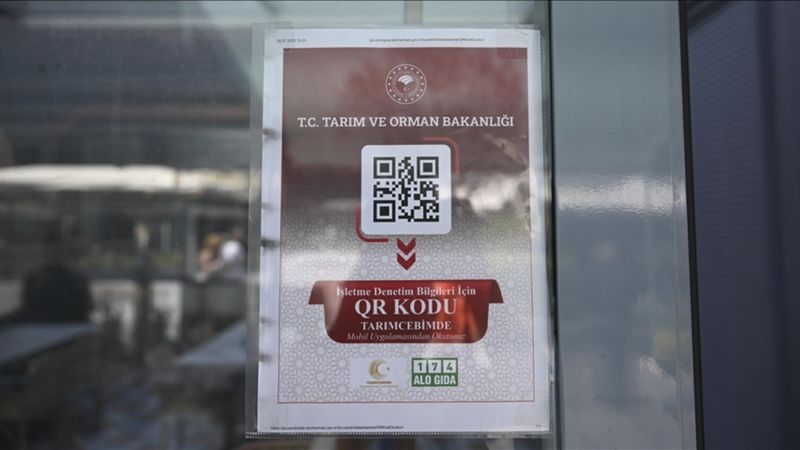 T.C. TARIM VE ORMAN BAKANLIĞI
İşletme Denetim Bilgileri İçin
QR KODU
TARIMCEBİMDE
Mobil Uygulamasından Okutunuz
174
ALO GIDA